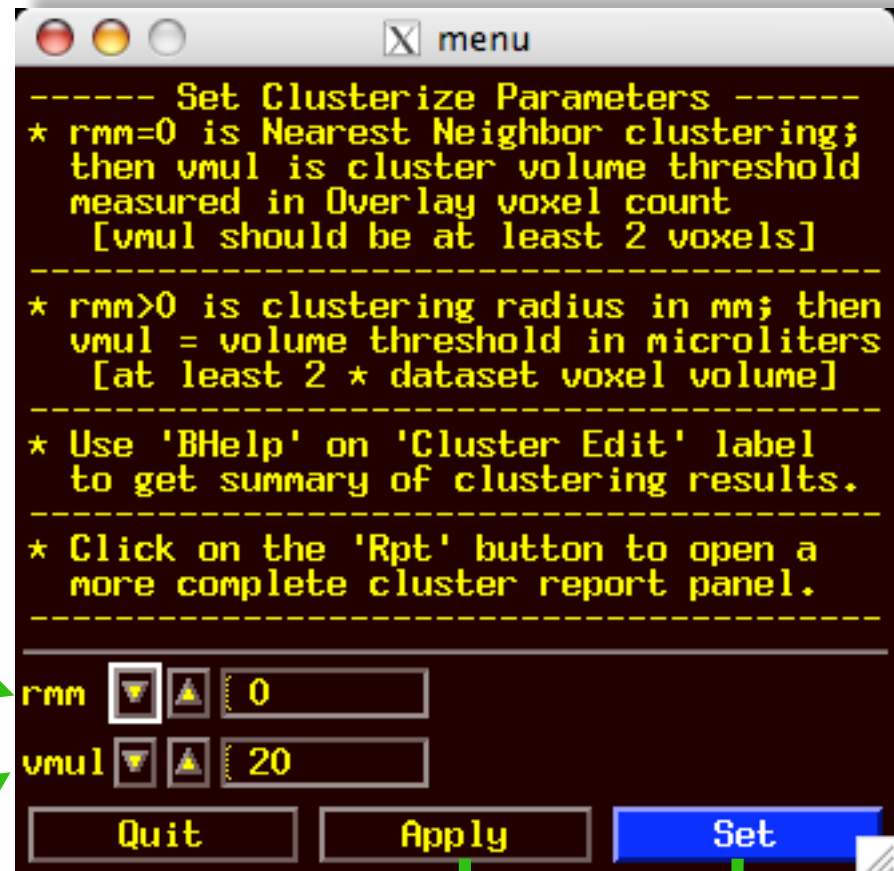 X menu
------ Set Clusterize Parameters ------
* rmm=0 is Nearest Neighbor clustering;
then vmul is cluster volume threshold
measured in Overlay voxel count
[vmul should be at least 2 voxels]
----------------------------------------
* rmm>0 is clustering radius in mm; then
vmul = volume threshold in microliters
[at least 2 * dataset voxel volume]
----------------------------------------
* Use 'BHelp' on 'Cluster Edit' label
to get summary of clustering results.
----------------------------------------
* Click on the 'Rpt' button to open a
more complete cluster report panel.
----------------------------------------
rmm 0
vmul 20
Quit Apply Set